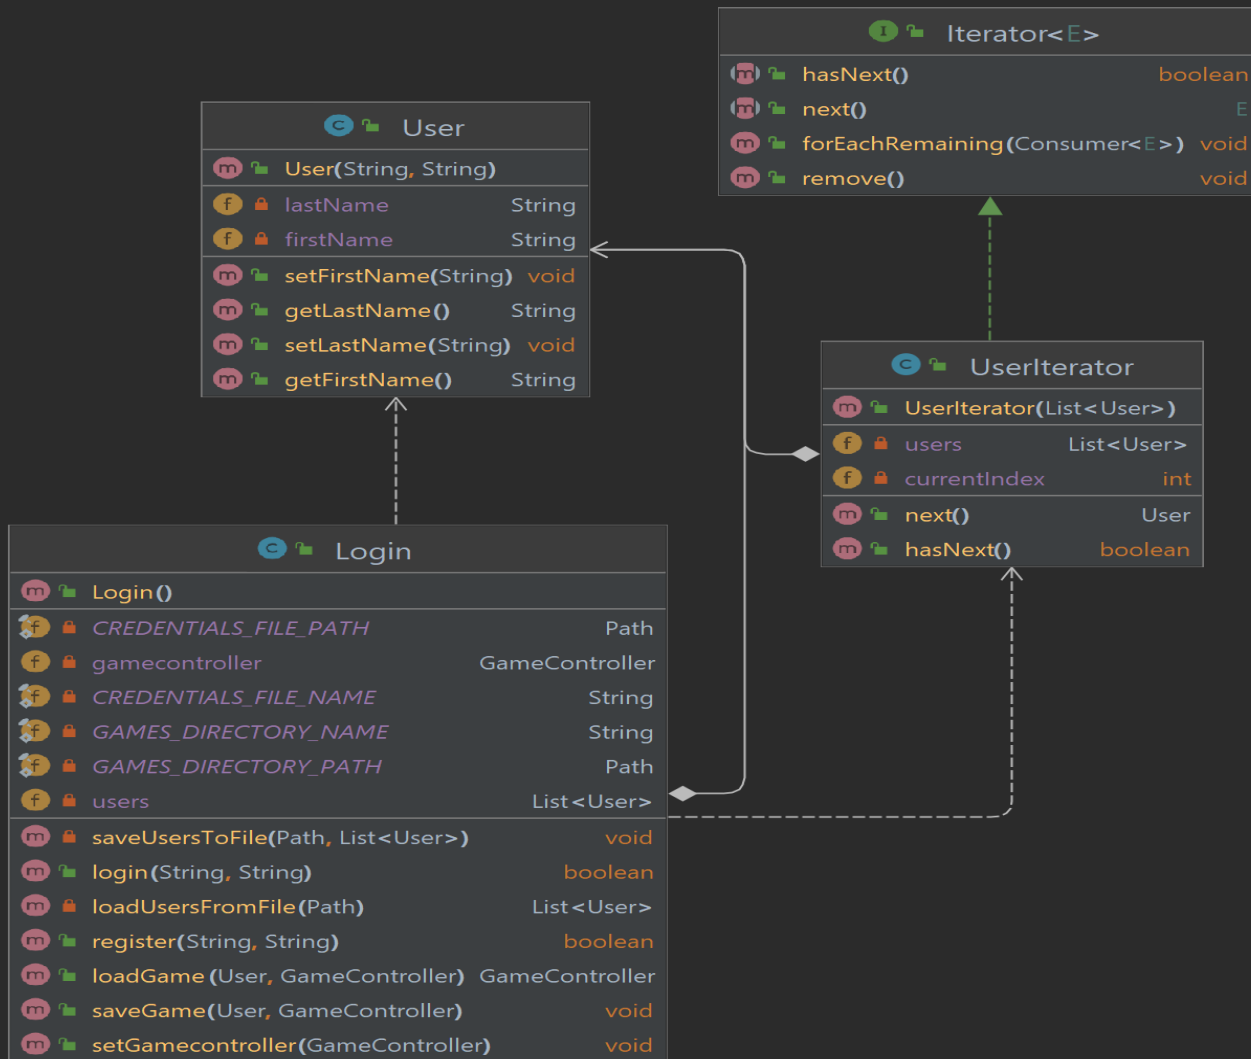 Iterator<E>
hasNext() boolean
next() E
forEachRemaining(Consumer<E>) void
remove() void
User
User(String, String)
lastName String
firstName String
setFirstName(String) void
getLastName() String
setLastName(String) void
getFirstName() String
UserIterator
UserIterator(List<User>)
users List<User>
currentIndex int
next() User
hasNext() boolean
Login
Login()
CREDENTIALS_FILE_PATH Path
gamecontroller GameController
CREDENTIALS_FILE_NAME String
GAMES_DIRECTORY_NAME String
GAMES_DIRECTORY_PATH Path
users List<User>
saveUsersToFile(Path, List<User>) void
login(String, String) boolean
loadUsersFromFile(Path) List<User>
register(String, String) boolean
loadGame(User, GameController) GameController
saveGame(User, GameController) void
setGamecontroller(GameController) void